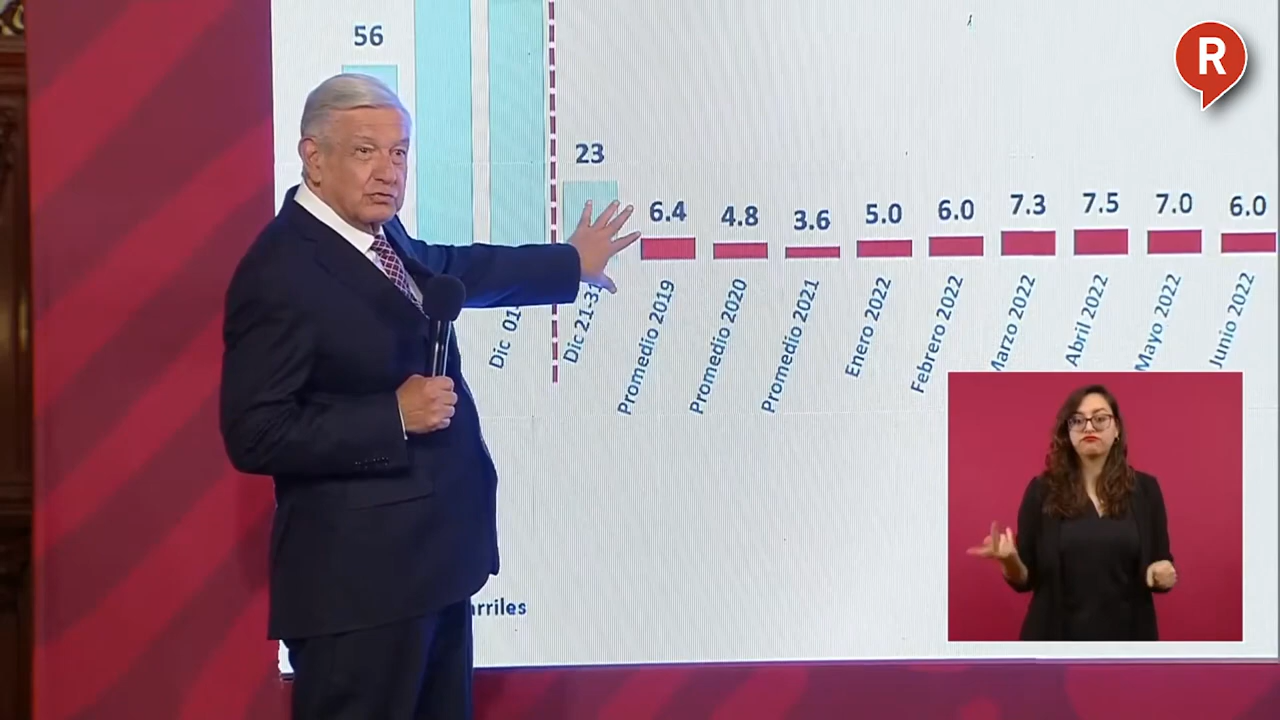 R
56
23
6.4
4.8
3.6
5.0
6.0
7.3
7.5
7.0
6.0
Dic 01-
Dic 21-31
Promedio 2019
Promedio 2020
Promedio 2021
Enero 2022
Febrero 2022
Marzo 2022
Abril 2022
Mayo 2022
Junio 2022
rriles